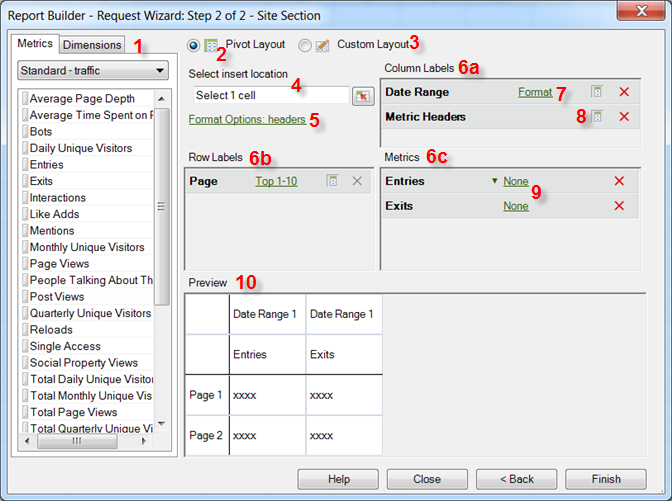 Report Builder - Request Wizard: Step 2 of 2 - Site Section
Metrics
Dimensions
1
Standard - traffic
Average Page Depth
Average Time Spent on P
Bots
Daily Unique Visitors
Entries
Exits
Interactions
Like Adds
Mentions
Monthly Unique Visitors
Page Views
People Talking About Th
Post Views
Quarterly Unique Visitors
Reloads
Single Access
Social Property Views
Total Daily Unique Visitor
Total Monthly Unique Vis
Total Page Views
Total Quarterly Unique Vi
2
Pivot Layout
Custom Layout
3
Select insert location
4
Select 1 cell
Format Options: headers
5
Column Labels 6a
Date Range Format 7
Metric Headers 8
Row Labels 6b
Page Top 1-10
Metrics 6c
Entries None
9
Exits None
Preview 10
Date Range 1 Date Range 1
Entries Exits
Page 1 xxxx xxxx
Page 2 xxxx xxxx
Help Close < Back Finish